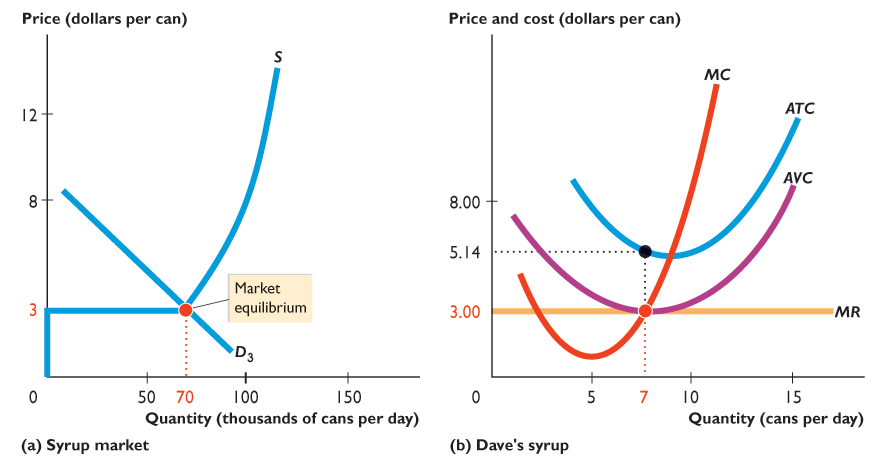 Price (dollars per can)
S
12
8
3
Market
equilibrium
D3
0
50
70
100
150
Quantity (thousands of cans per day)
(a) Syrup market
Price and cost (dollars per can)
MC
ATC
AVC
8.00
5.14
3.00
MR
0
5
7
10
15
Quantity (cans per day)
(b) Dave's syrup